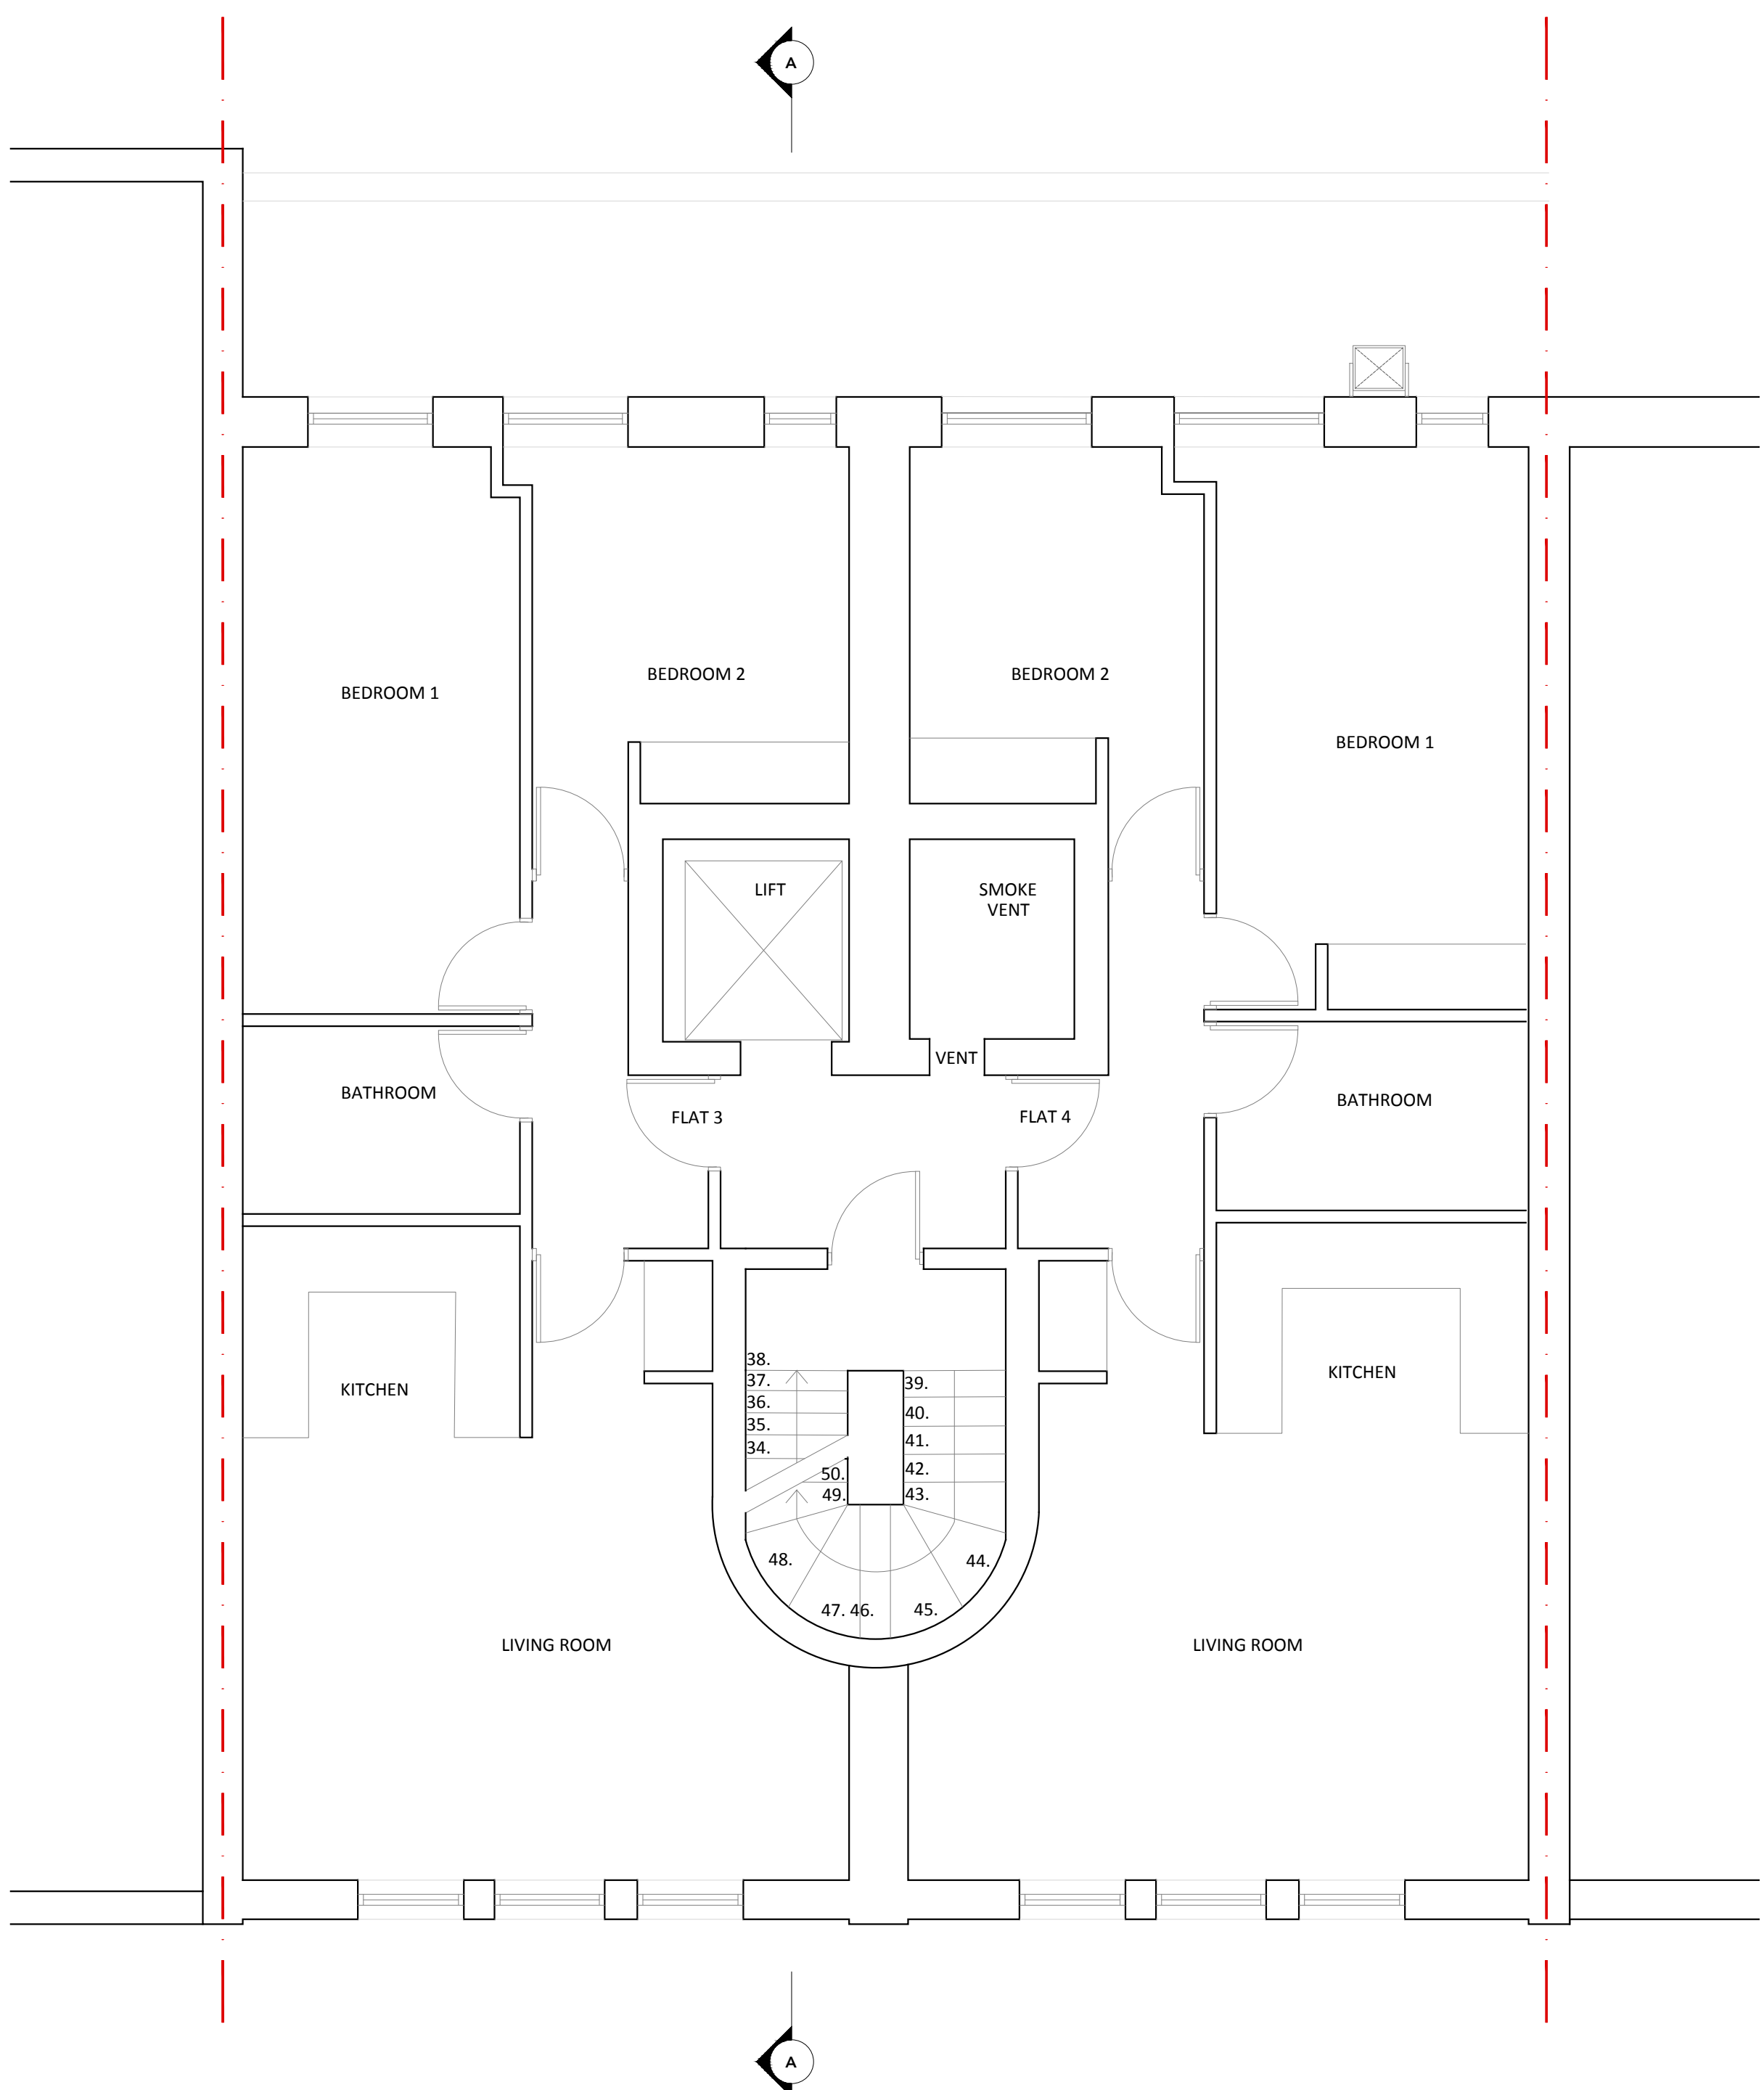 A
BEDROOM 2
BEDROOM 2
BEDROOM 1
BEDROOM 1
LIFT
SMOKE
VENT
VENT
BATHROOM
BATHROOM
FLAT 3
FLAT 4
38.
37.
36.
35.
34.
39.
40.
41.
42.
43.
50.
49.
48.
47. 46.
45.
44.
KITCHEN
KITCHEN
LIVING ROOM
LIVING ROOM
A